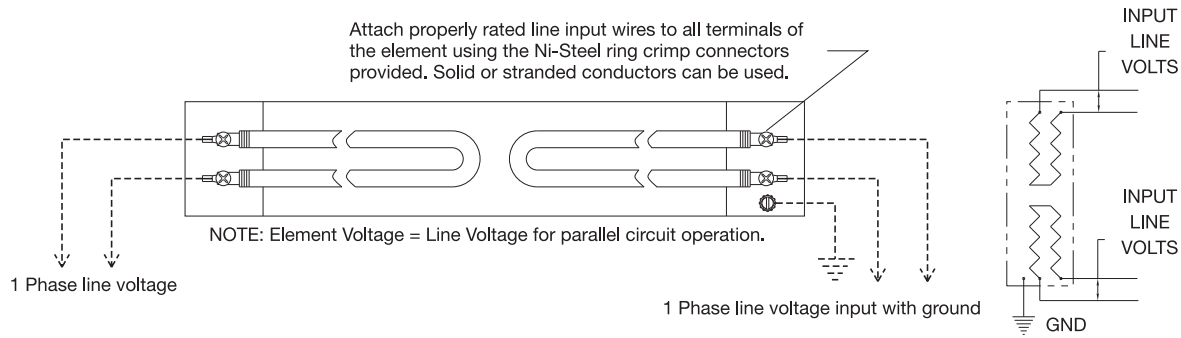 Attach properly rated line input wires to all terminals of
the element using the Ni-Steel ring crimp connectors
provided. Solid or stranded conductors can be used.
NOTE: Element Voltage = Line Voltage for parallel circuit operation.
1 Phase line voltage
1 Phase line voltage input with ground
INPUT
LINE
VOLTS
INPUT
LINE
VOLTS
GND